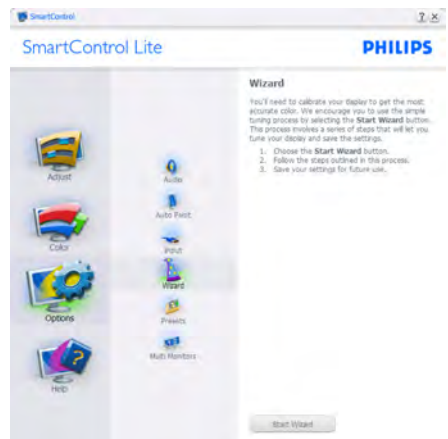 SmartControl
? ×
SmartControl Lite
PHILIPS
Wizard
You'll need to calibrate your display to get the most
accurate color. We encourage you to use the simple
tuning process by selecting the Start Wizard button.
This process involves a series of steps that will let you
tune your display and save the settings.
1. Choose the Start Wizard button.
2. Follow the steps outlined in this process.
3. Save your settings for future use.
Adjust
Color
Options
Help
Audio
Auto Pivot
Input
Wizard
Presets
Multi Monitors
Start Wizard